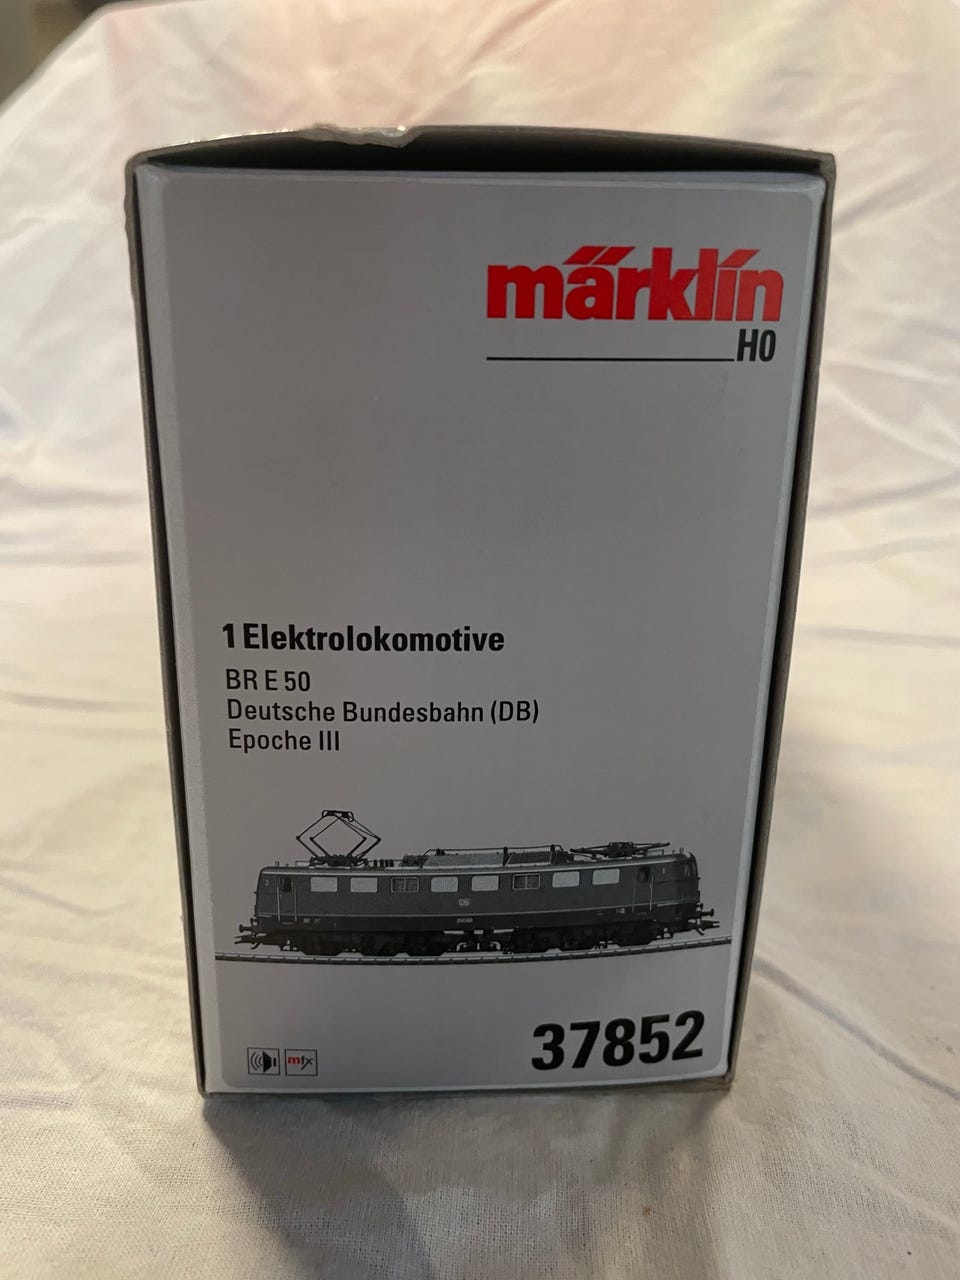 märklin
H0
1 Elektrolokomotive
BR E 50
Deutsche Bundesbahn (DB)
Epoche III
mfx
37852